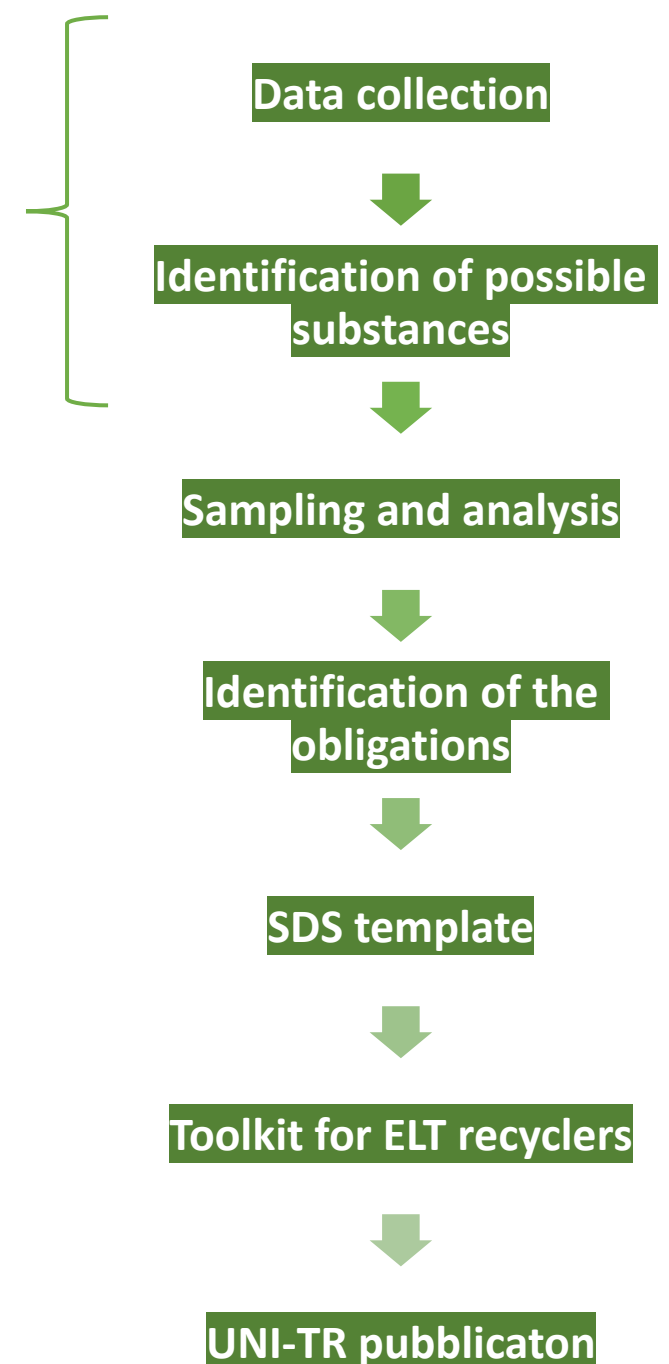 Data collection
Identification of possible
substances
Sampling and analysis
Identification of the
obligations
SDS template
Toolkit for ELT recyclers
UNI-TR pubblicaton